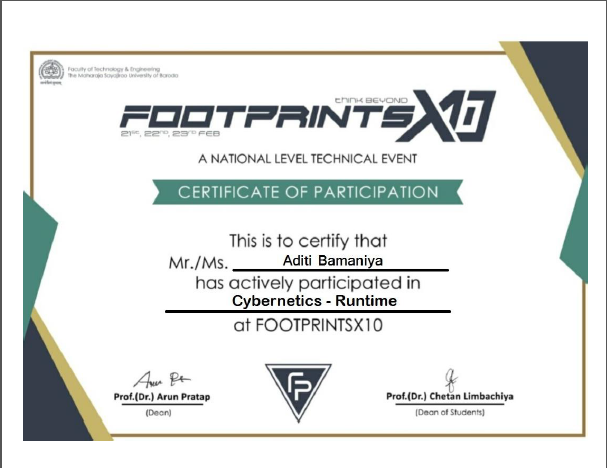 Faculty of Technology & Engineering
The Maharaja Sayajirao University of Baroda
think BEYOND
FOOTPRINTSX10
21st, 22nd, 23rd FEB
A NATIONAL LEVEL TECHNICAL EVENT
CERTIFICATE OF PARTICIPATION
This is to certify that
Mr./Ms. Aditi Bamaniya
has actively participated in
Cybernetics - Runtime
at FOOTPRINTSX10
FP
Prof.(Dr.) Arun Pratap
(Dean)
Prof.(Dr.) Chetan Limbachiya
(Dean of Students)